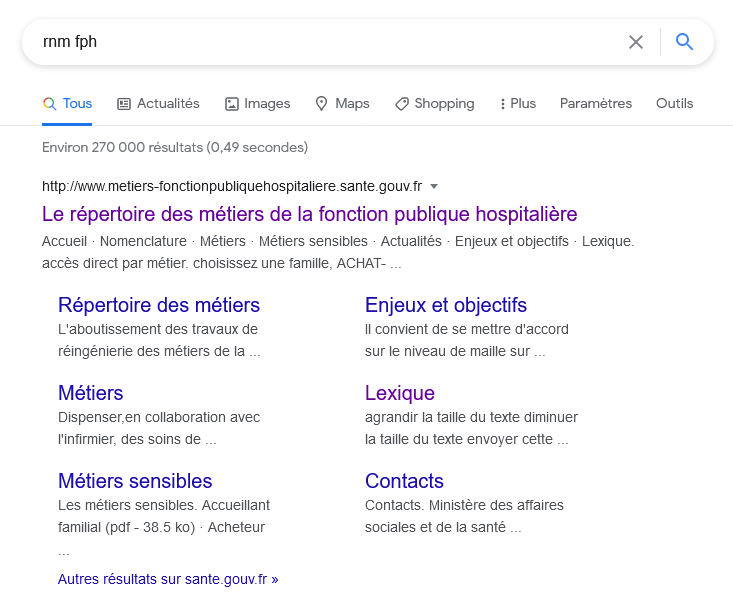 rnm fph
Tous Actualités Images Maps Shopping Plus Paramètres Outils
Environ 270 000 résultats (0,49 secondes)
http://www.metiers-fonctionpubliquehospitaliere.sante.gouv.fr
Le répertoire des métiers de la fonction publique hospitalière
Accueil · Nomenclature · Métiers · Métiers sensibles · Actualités · Enjeux et objectifs · Lexique.
accès direct par métier. choisissez une famille, ACHAT- ...
Répertoire des métiers
L'aboutissement des travaux de
réingénierie des métiers de la ...
Enjeux et objectifs
Il convient de se mettre d'accord
sur le niveau de maille sur ...
Métiers
Dispenser,en collaboration avec
l'infirmier, des soins de ...
Lexique
agrandir la taille du texte diminuer
la taille du texte envoyer cette ...
Métiers sensibles
Les métiers sensibles. Accueillant
familial (pdf - 38.5 ko) · Acheteur
...
Contacts
Contacts. Ministère des affaires
sociales et de la santé ...
Autres résultats sur sante.gouv.fr »